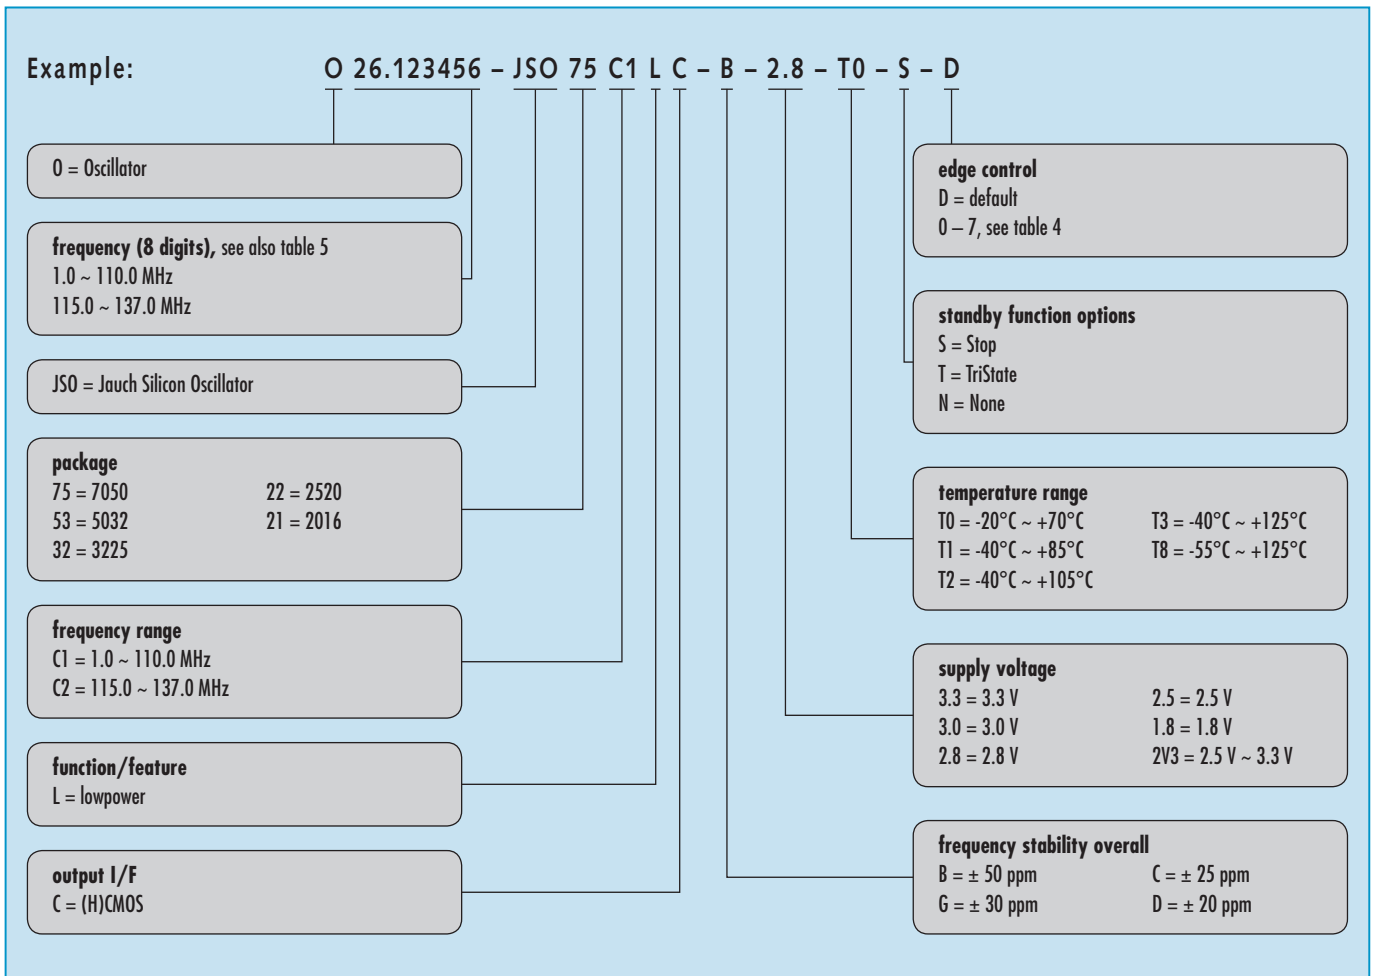 Example: O 26.123456 – JSO 75 C1 L C – B – 2.8 – T0 – S – D
O = Oscillator
frequency (8 digits), see also table 5
1.0 ~ 110.0 MHz
115.0 ~ 137.0 MHz
JSO = Jauch Silicon Oscillator
package
75 = 7050 22 = 2520
53 = 5032 21 = 2016
32 = 3225
frequency range
C1 = 1.0 ~ 110.0 MHz
C2 = 115.0 ~ 137.0 MHz
function/feature
L = lowpower
output I/F
C = (H)CMOS
edge control
D = default
0 – 7, see table 4
standby function options
S = Stop
T = TriState
N = None
temperature range
T0 = -20°C ~ +70°C T3 = -40°C ~ +125°C
T1 = -40°C ~ +85°C T8 = -55°C ~ +125°C
T2 = -40°C ~ +105°C
supply voltage
3.3 = 3.3 V 2.5 = 2.5 V
3.0 = 3.0 V 1.8 = 1.8 V
2.8 = 2.8 V 2V3 = 2.5 V ~ 3.3 V
frequency stability overall
B = ± 50 ppm C = ± 25 ppm
G = ± 30 ppm D = ± 20 ppm